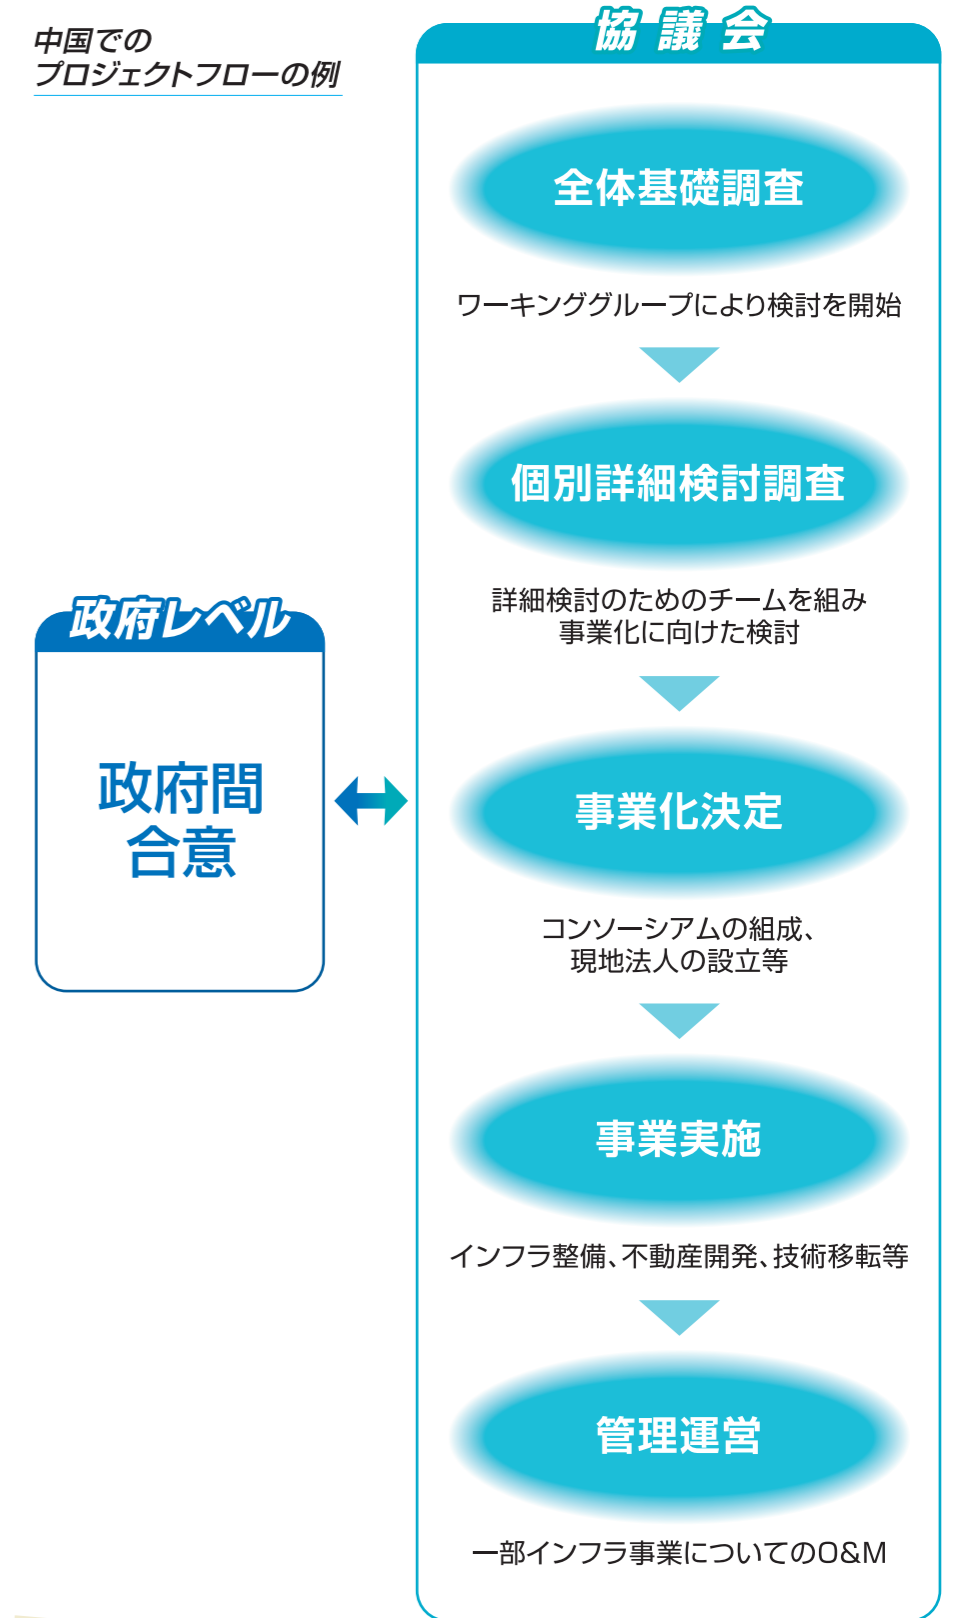 中国での
プロジェクトフローの例
協議会
全体基礎調査
ワーキンググループにより検討を開始
個別詳細検討調査
詳細検討のためのチームを組み
事業化に向けた検討
政府レベル
政府間
合意
事業化決定
コンソーシアムの組成、
現地法人の設立等
事業実施
インフラ整備、不動産開発、技術移転等
管理運営
一部インフラ事業についてのO&M